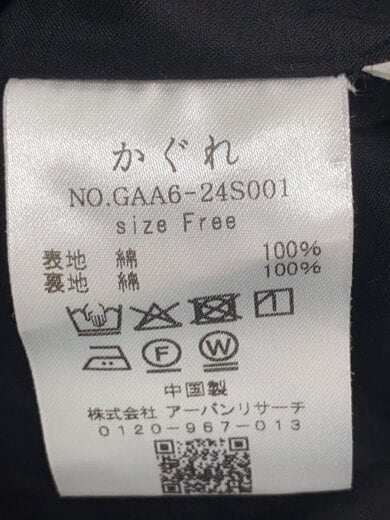 かぐれ
NO.GAA6-24S001
size Free
表地 綿 100%
裏地 綿 100%
F W
中国製
株式会社 アーバンリサーチ
0120-967-013